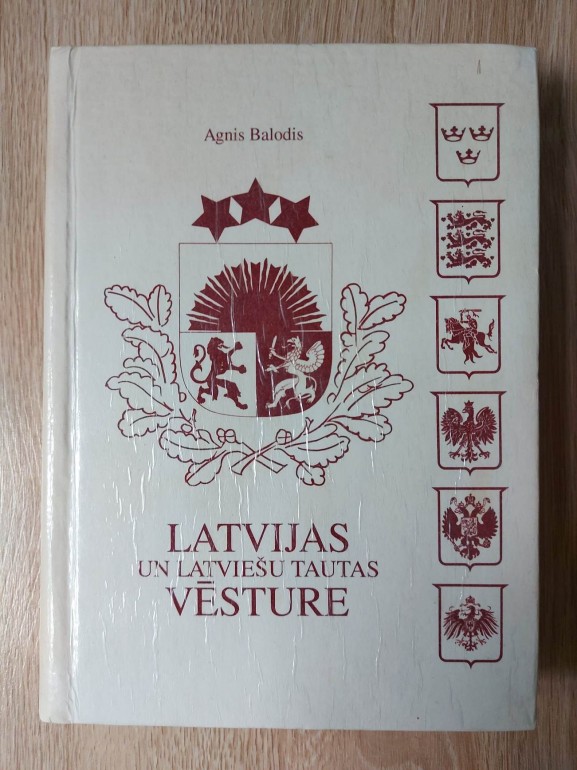 Agnis Balodis
LATVIJAS
UN LATVIEŠU TAUTAS
VĒSTURE